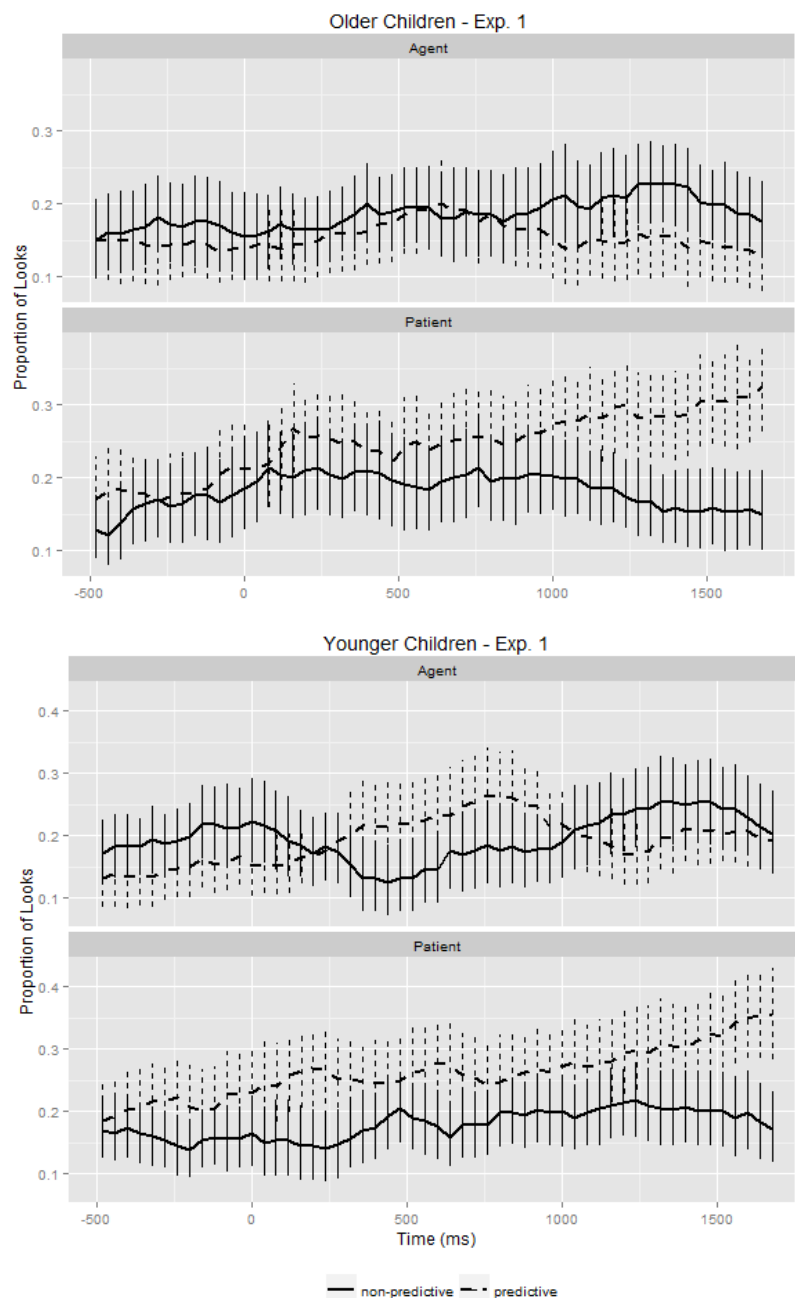 Older Children - Exp. 1
Agent
0.3
0.2
0.1
Proportion of Looks
Patient
0.3
0.2
0.1
-500 0 500 1000 1500
Younger Children - Exp. 1
Agent
0.4
0.3
0.2
0.1
Proportion of Looks
Patient
0.4
0.3
0.2
0.1
-500 0 500 1000 1500
Time (ms)
non-predictive predictive